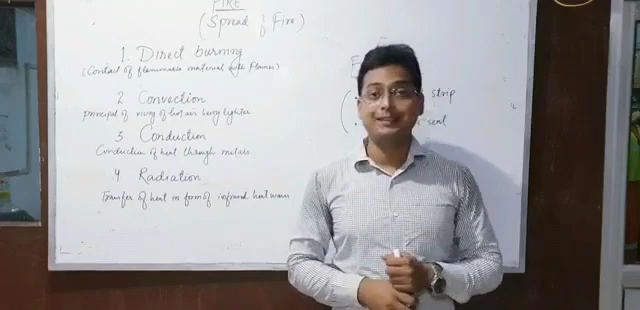 FIRE
(Spread of Fire)
1. Direct burning
(Contact of flammable material with flames)
2 Convection
principal of rising of hot air being lighter
3 Conduction
Conduction of heat through metals
4 Radiation
Transfer of heat in form of infrared heat waves
strip
seal